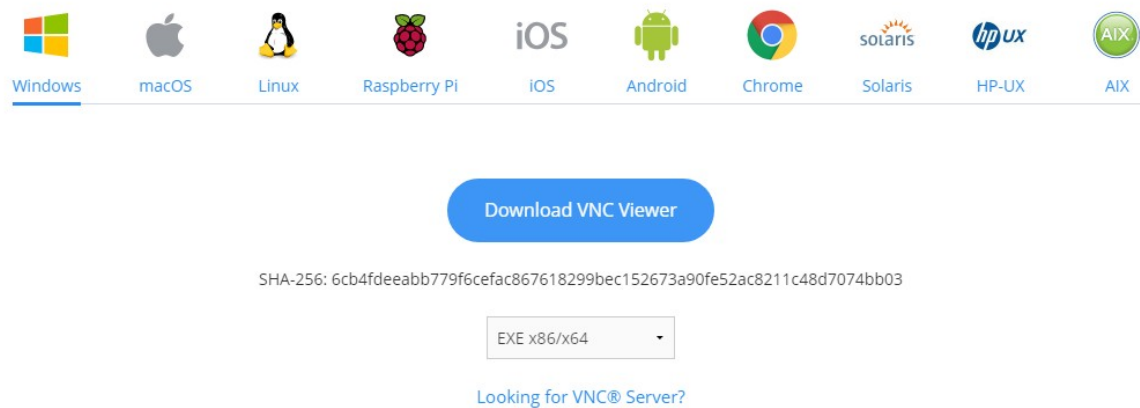 iOS
solaris
hp UX
AIX
Windows
macOS
Linux
Raspberry Pi
iOS
Android
Chrome
Solaris
HP-UX
AIX
Download VNC Viewer
SHA-256: 6cb4fdeeabb779f6cefac867618299bec152673a90fe52ac8211c48d7074bb03
EXE x86/x64
Looking for VNC® Server?